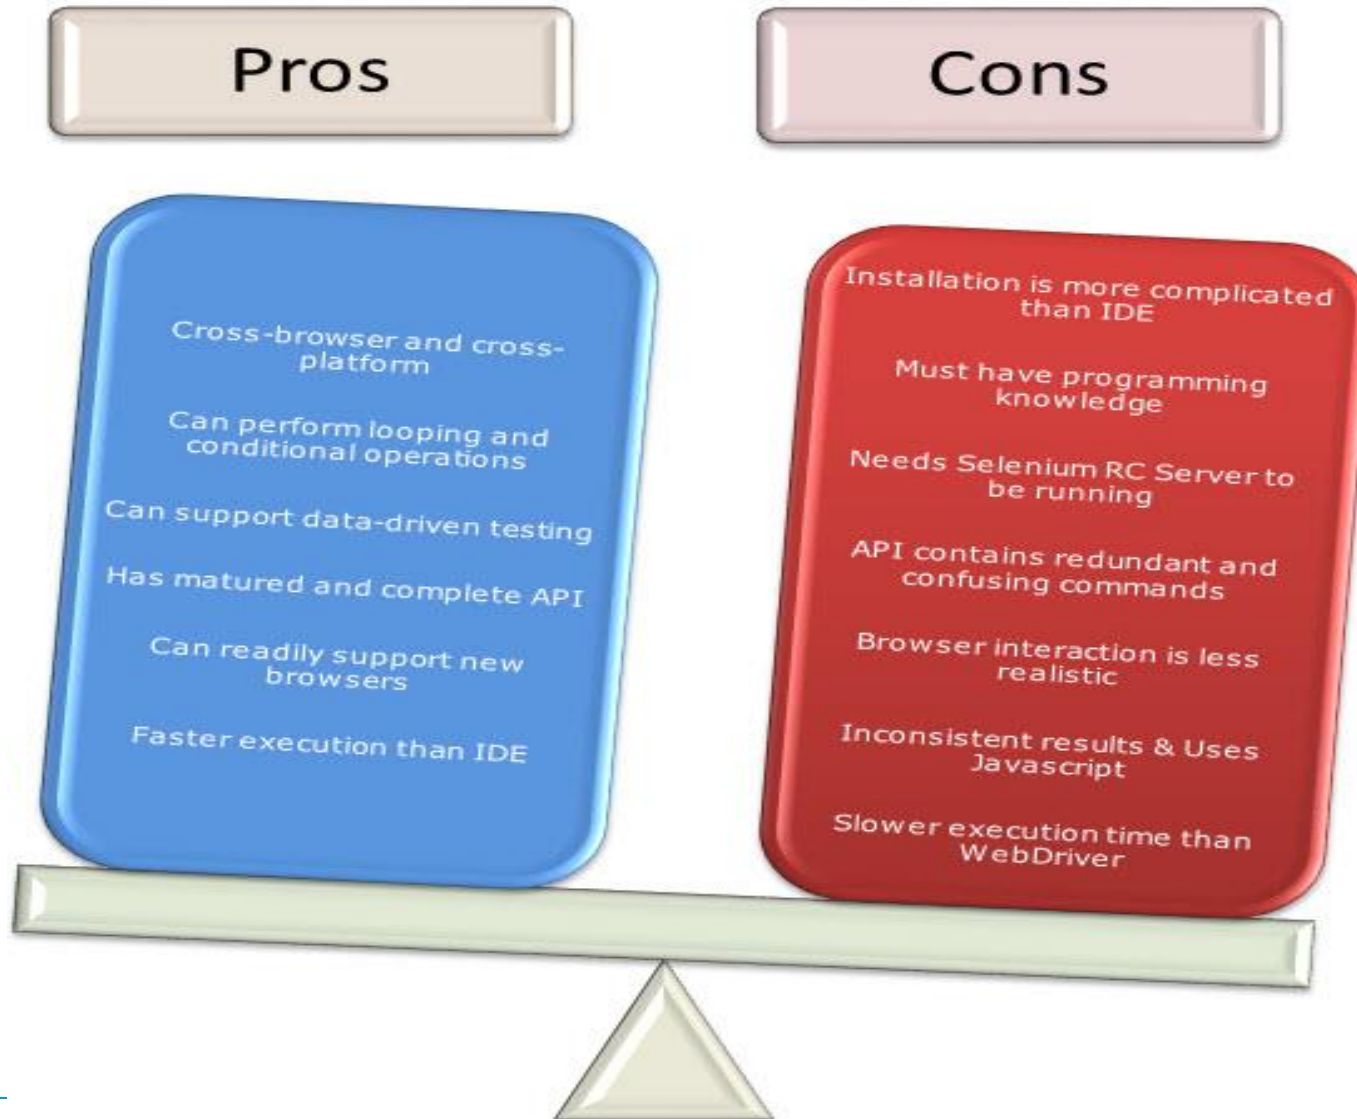 Pros
Cons
Cross-browser and cross-
platform
Can perform looping and
conditional operations
Can support data-driven testing
Has matured and complete API
Can readily support new
browsers
Faster execution than IDE
Installation is more complicated
than IDE
Must have programming
knowledge
Needs Selenium RC Server to
be running
API contains redundant and
confusing commands
Browser interaction is less
realistic
Inconsistent results & Uses
Javascript
Slower execution time than
WebDriver